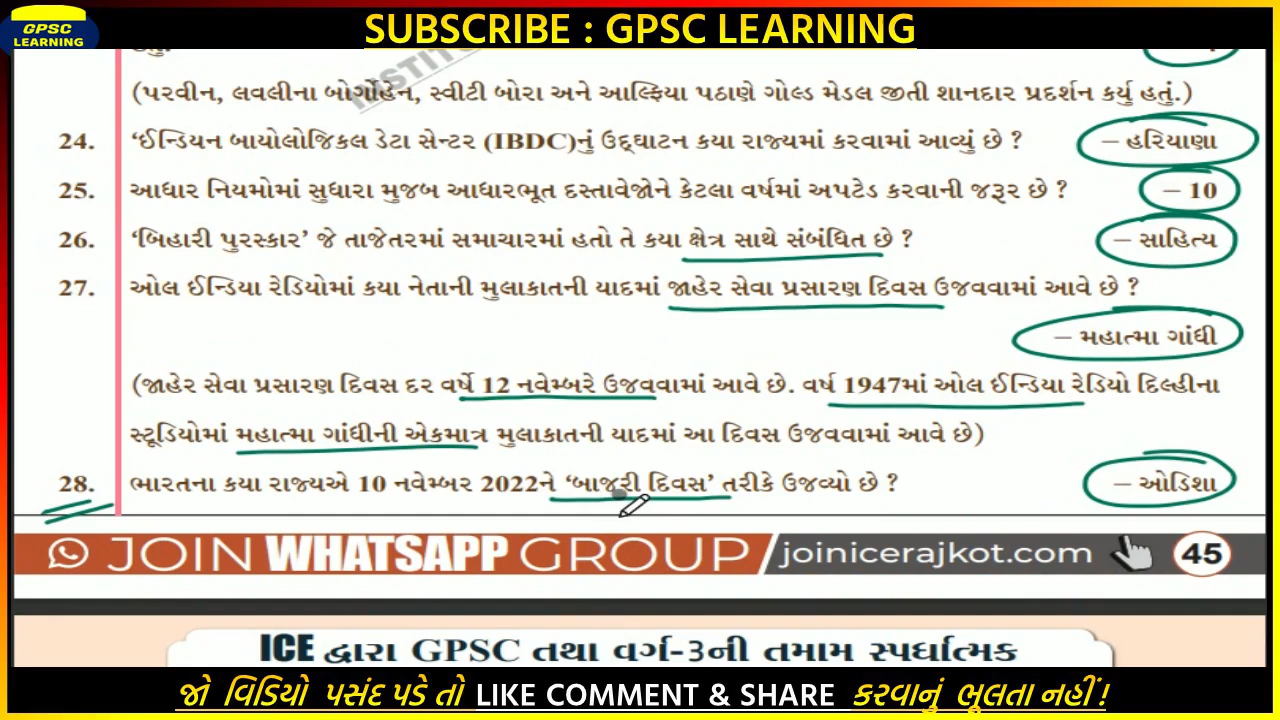 GPSC
LEARNING
SUBSCRIBE : GPSC LEARNING
(પરવીન, લવલીના બોર્ગોહેન, સ્વીટી બોરા અને આલ્ફિયા પઠાણે ગોલ્ડ મેડલ જીતી શાનદાર પ્રદર્શન કર્યુ હતું.)
24. ‘ઈન્ડિયન બાયોલોજિકલ ડેટા સેન્ટર (IBDC)નું ઉદ્ઘાટન કયા રાજ્યમાં કરવામાં આવ્યું છે ? – હરિયાણા
25. આધાર નિયમોમાં સુધારા મુજબ આધારભૂત દસ્તાવેજોને કેટલા વર્ષમાં અપટેડ કરવાની જરૂર છે ? – 10
26. ‘બિહારી પુરસ્કાર’ જે તાજેતરમાં સમાચારમાં હતો તે કયા ક્ષેત્ર સાથે સંબંધિત છે ? – સાહિત્ય
27. ઓલ ઈન્ડિયા રેડિયોમાં કયા નેતાની મુલાકાતની યાદમાં જાહેર સેવા પ્રસારણ દિવસ ઉજવવામાં આવે છે ?
– મહાત્મા ગાંધી
(જાહેર સેવા પ્રસારણ દિવસ દર વર્ષે 12 નવેમ્બરે ઉજવવામાં આવે છે. વર્ષ 1947માં ઓલ ઈન્ડિયા રેડિયો દિલ્હીના
સ્ટૂડિયોમાં મહાત્મા ગાંધીની એકમાત્ર મુલાકાતની યાદમાં આ દિવસ ઉજવવામાં આવે છે)
28. ભારતના કયા રાજ્યએ 10 નવેમ્બર 2022ને ‘બાજરી દિવસ’ તરીકે ઉજવ્યો છે ? – ઓડિશા
JOIN WHATSAPP GROUP joinicerajkot.com 45
ICE દ્વારા GPSC તથા વર્ગ-3ની તમામ સ્પર્ધાત્મક
જો વિડિયો પસંદ પડે તો LIKE COMMENT & SHARE કરવાનું ભૂલતા નહીં !